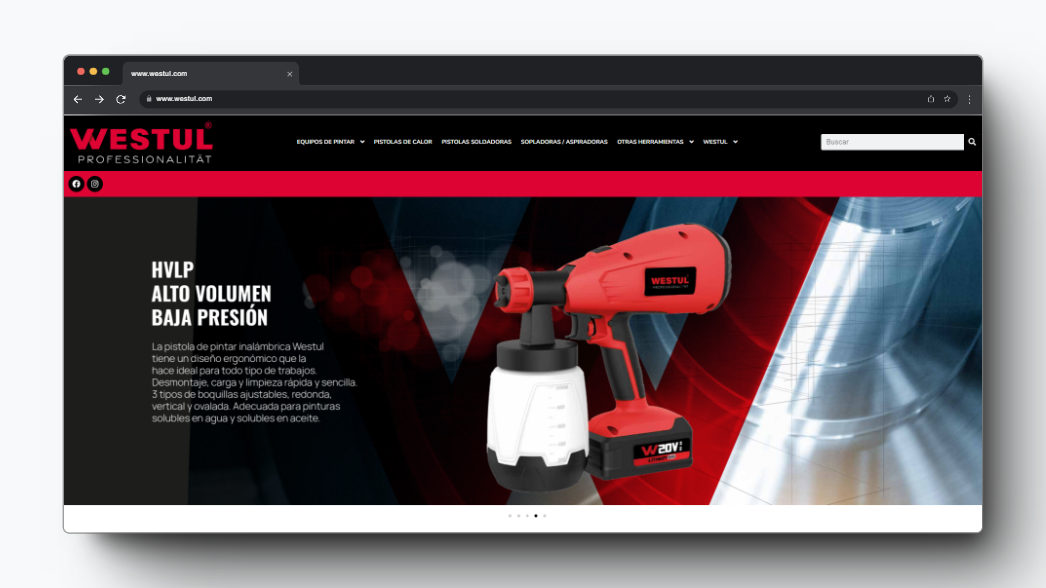 www.westul.com
www.westul.com
WESTUL®
PROFESSIONALITÄT
EQUIPOS DE PINTAR PISTOLAS DE CALOR PISTOLAS SOLDADORAS SOPLADORAS / ASPIRADORAS OTRAS HERRAMIENTAS WESTUL
Buscar
HVLP
ALTO VOLUMEN
BAJA PRESIÓN
La pistola de pintar inalámbrica Westul
tiene un diseño ergonómico que la
hace ideal para todo tipo de trabajos.
Desmontaje, carga y limpieza rápida y sencilla.
3 tipos de boquillas ajustables, redonda,
vertical y ovalada. Adecuada para pinturas
solubles en agua y solubles en aceite.
WESTUL
PROFESSIONALITÄT
W 20V